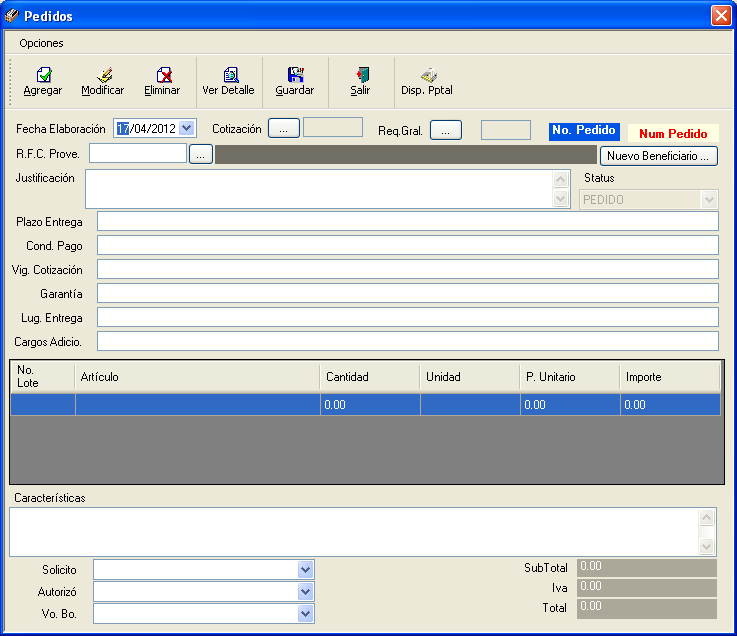 Pedidos
Opciones
Agregar Modificar Eliminar Ver Detalle Guardar Salir Disp. Pptal
Fecha Elaboración 17/04/2012 Cotización ... Req.Gral. ... No. Pedido Num Pedido
R.F.C. Prove. ... Nuevo Beneficiario ...
Justificación Status
PEDIDO
Plazo Entrega
Cond. Pago
Vig. Cotización
Garantía
Lug. Entrega
Cargos Adicio.
No. Lote Artículo Cantidad Unidad P. Unitario Importe
0.00 0.00 0.00
Características
Solicito SubTotal 0.00
Autorizó Iva 0.00
Vo. Bo. Total 0.00